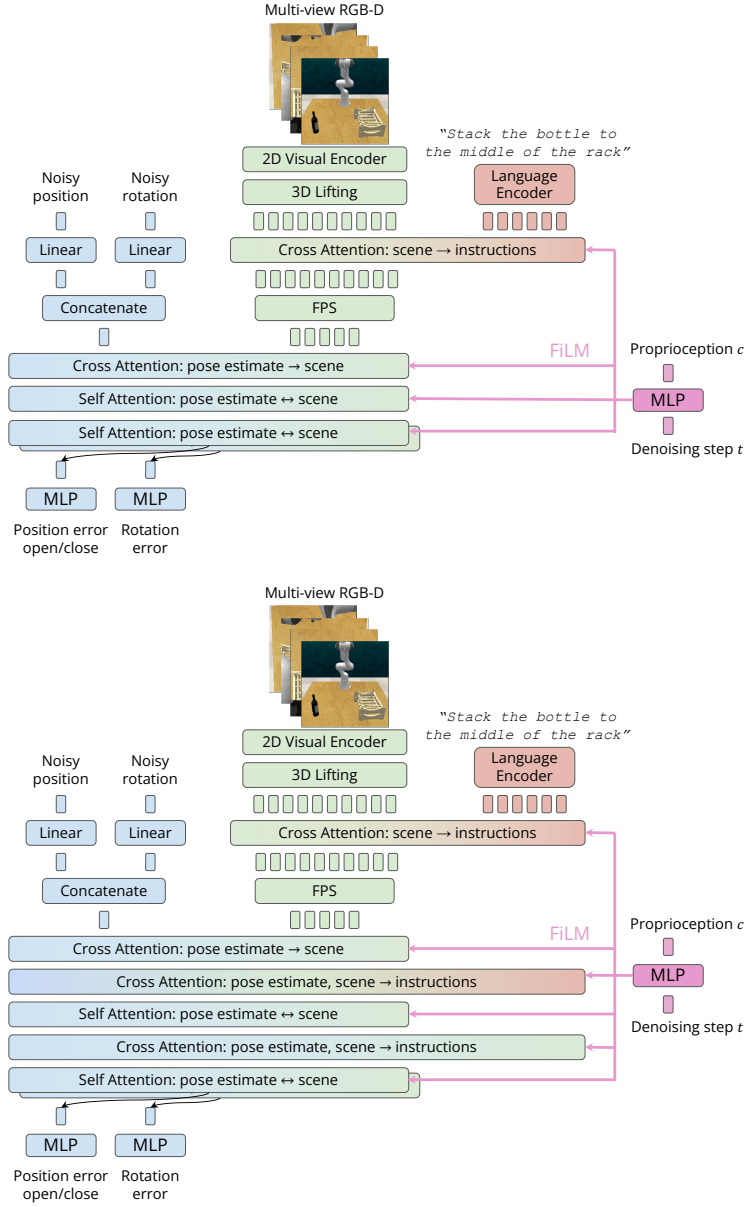 Multi-view RGB-D
“Stack the bottle to
the middle of the rack”
2D Visual Encoder
Noisy
position
Noisy
rotation
3D Lifting
Language
Encoder
Linear
Linear
Cross Attention: scene → instructions
Concatenate
FPS
FiLM
Proprioception c
Cross Attention: pose estimate → scene
Self Attention: pose estimate ↔ scene
MLP
Self Attention: pose estimate ↔ scene
Denoising step t
MLP
MLP
Position error
open/close
Rotation
error
Multi-view RGB-D
“Stack the bottle to
the middle of the rack”
2D Visual Encoder
Noisy
position
Noisy
rotation
3D Lifting
Language
Encoder
Linear
Linear
Cross Attention: scene → instructions
Concatenate
FPS
FiLM
Proprioception c
Cross Attention: pose estimate → scene
Cross Attention: pose estimate, scene → instructions
MLP
Self Attention: pose estimate ↔ scene
Denoising step t
Cross Attention: pose estimate, scene → instructions
Self Attention: pose estimate ↔ scene
MLP
MLP
Position error
open/close
Rotation
error